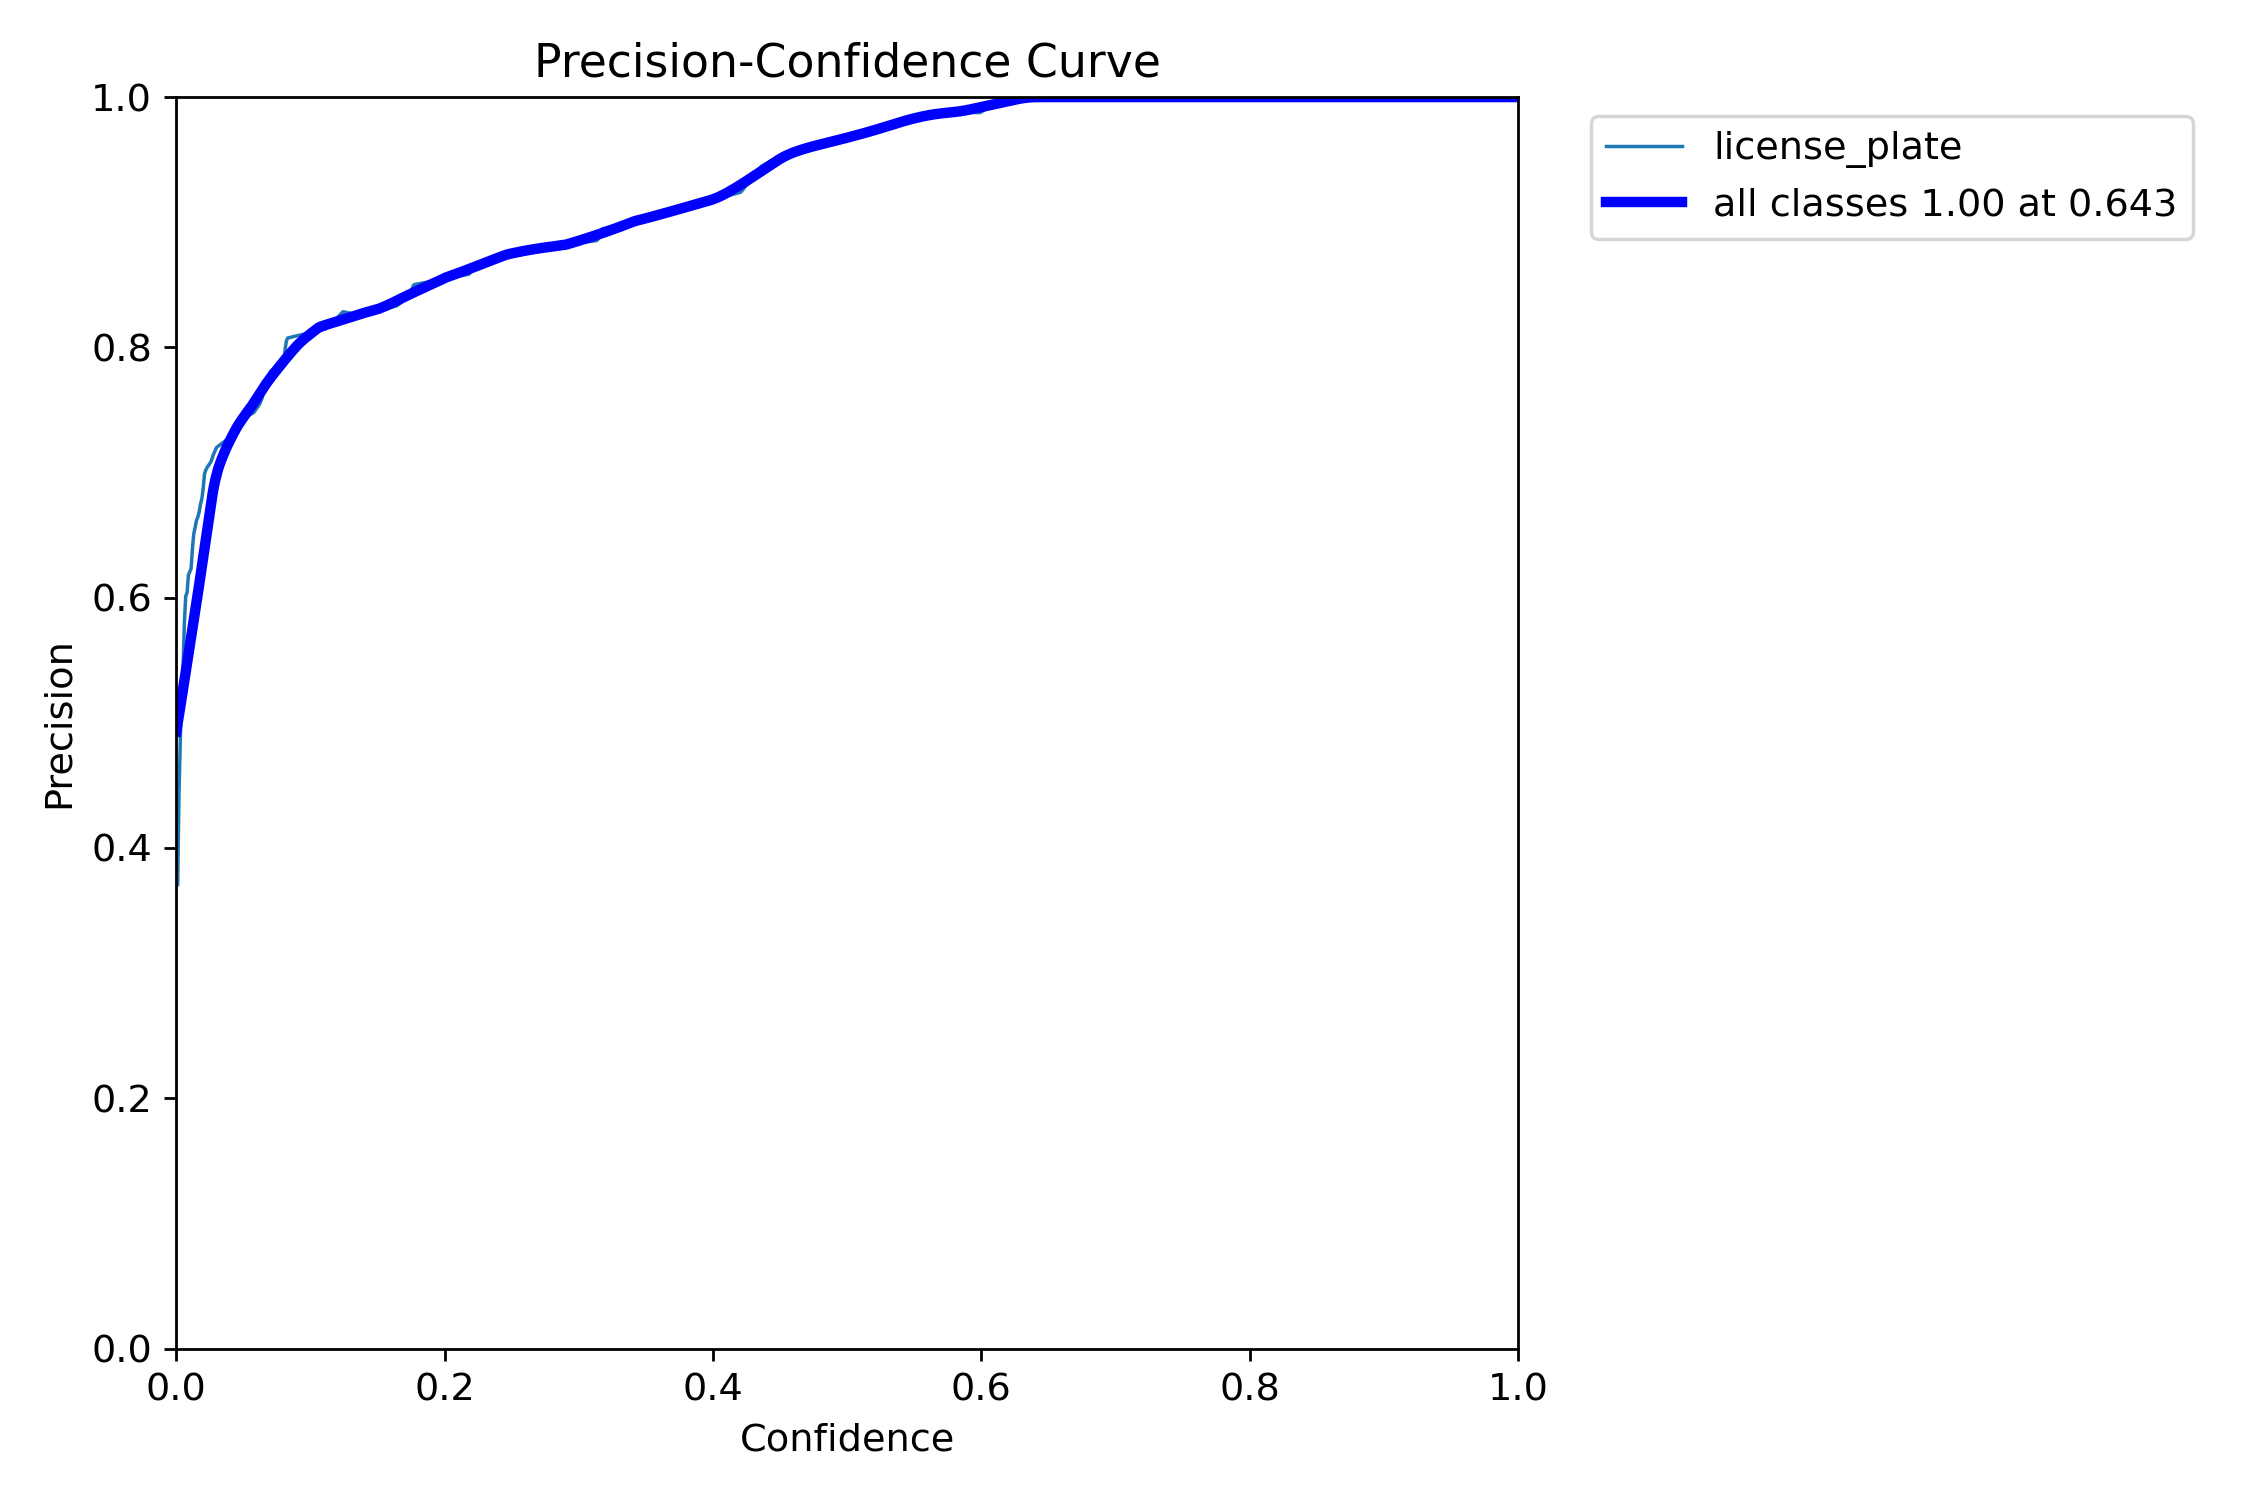 Precision-Confidence Curve
1.0
0.8
0.6
0.4
0.2
0.0
Precision
0.0 0.2 0.4 0.6 0.8 1.0
Confidence
license_plate
all classes 1.00 at 0.643